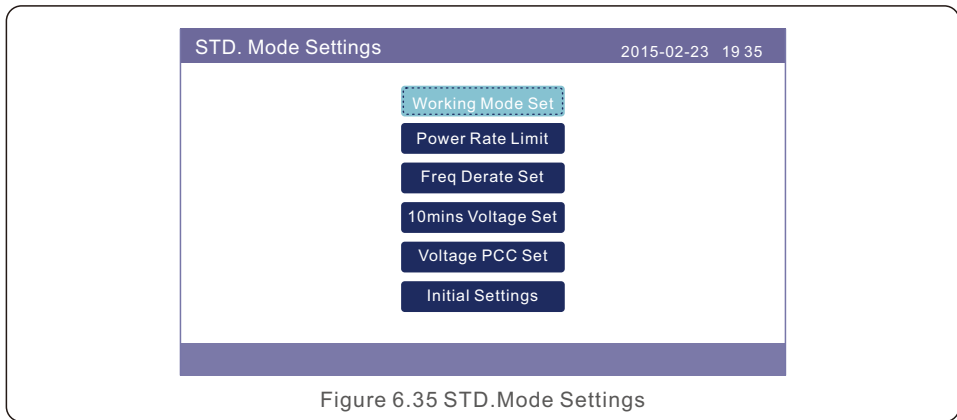 STD. Mode Settings 2015-02-23 19 35
Working Mode Set
Power Rate Limit
Freq Derate Set
10mins Voltage Set
Voltage PCC Set
Initial Settings
Figure 6.35 STD.Mode Settings